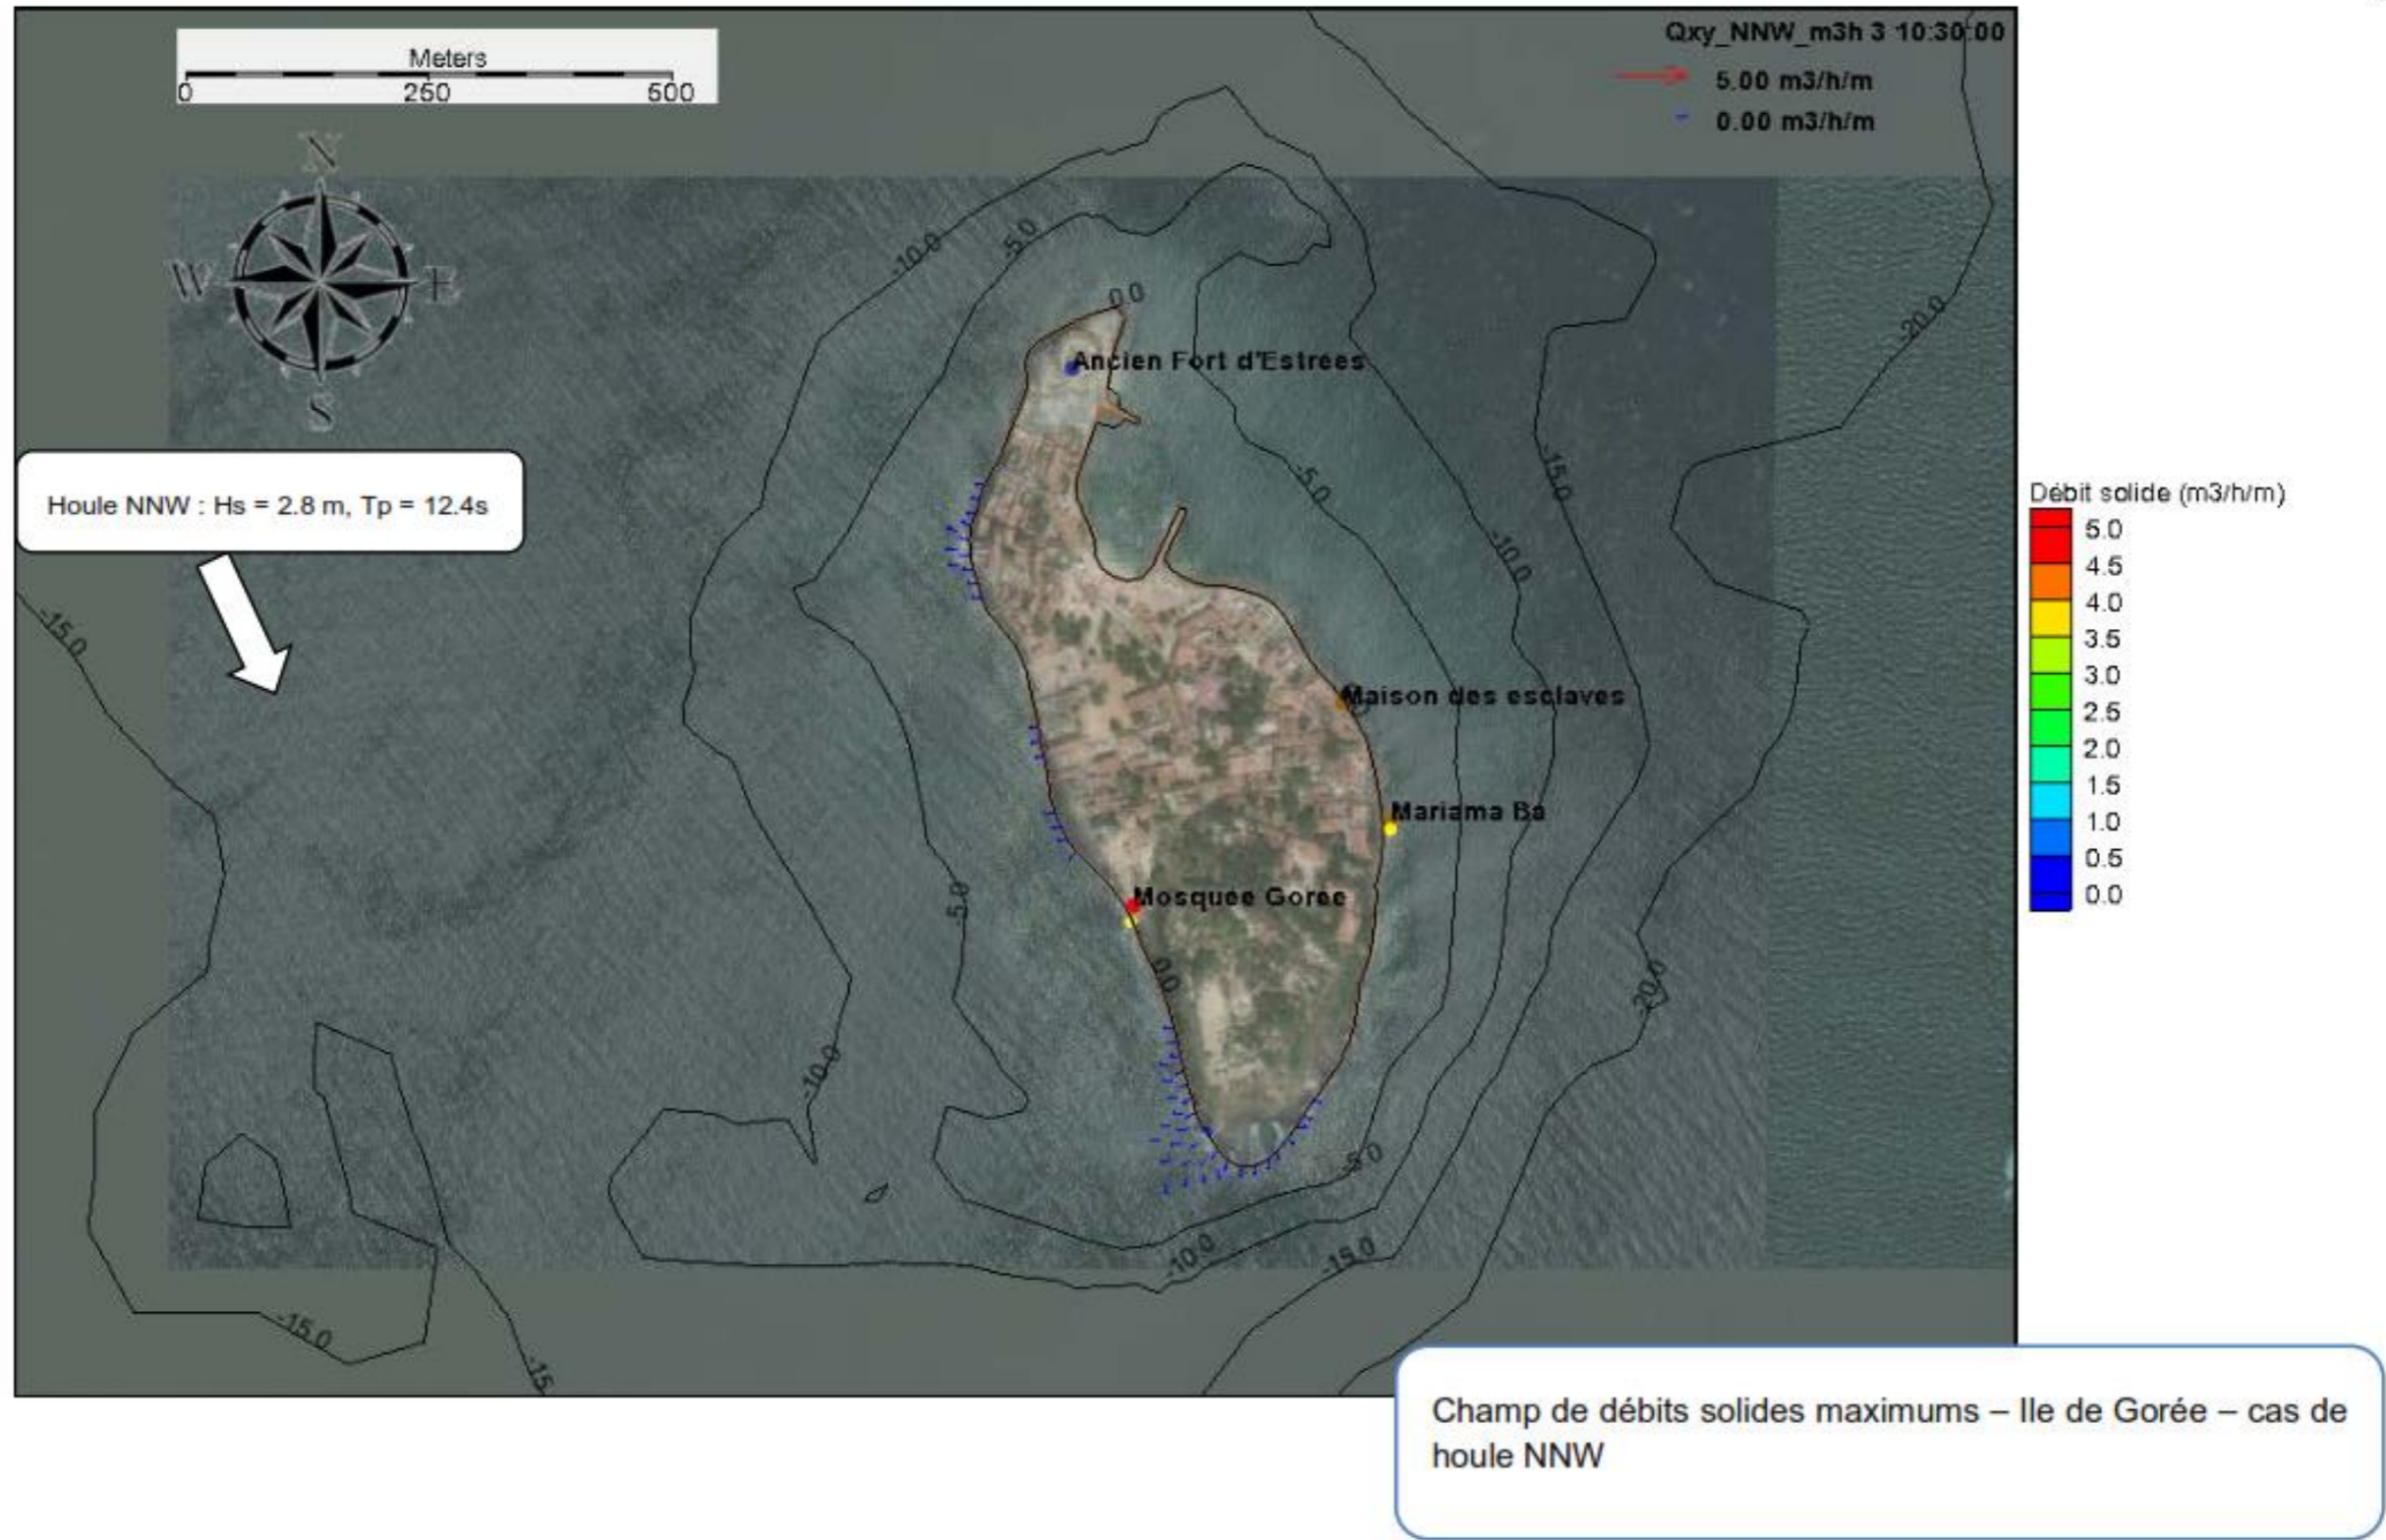 Meters
0 250 500
Qxy_NNW_m3h 3 10:30:00
5.00 m3/h/m
0.00 m3/h/m
N
W E
S
-10.0
-5.0
0.0
-20.0
Ancien Fort d'Estrees
Houle NNW : Hs = 2.8 m, Tp = 12.4s
-5.0
-15.0
-10.0
-15.0
Débit solide (m3/h/m)
5.0
4.5
4.0
3.5
3.0
2.5
2.0
1.5
1.0
0.5
0.0
Maison des esclaves
Mariama Ba
Mosquee Goree
-5.0
0.0
-20.0
-10.0
-5.0
-10.0
-15.0
-15.0
-15
Champ de débits solides maximums – Ile de Gorée – cas de
houle NNW